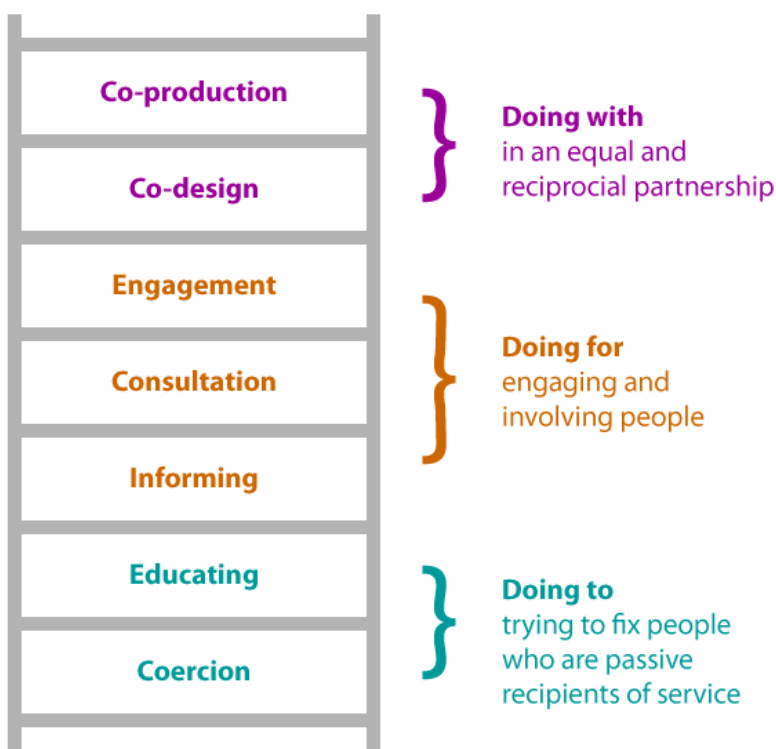 Co-production
Co-design
Doing with
in an equal and
reciprocial partnership
Engagement
Consultation
Informing
Doing for
engaging and
involving people
Educating
Coercion
Doing to
trying to fix people
who are passive
recipients of service